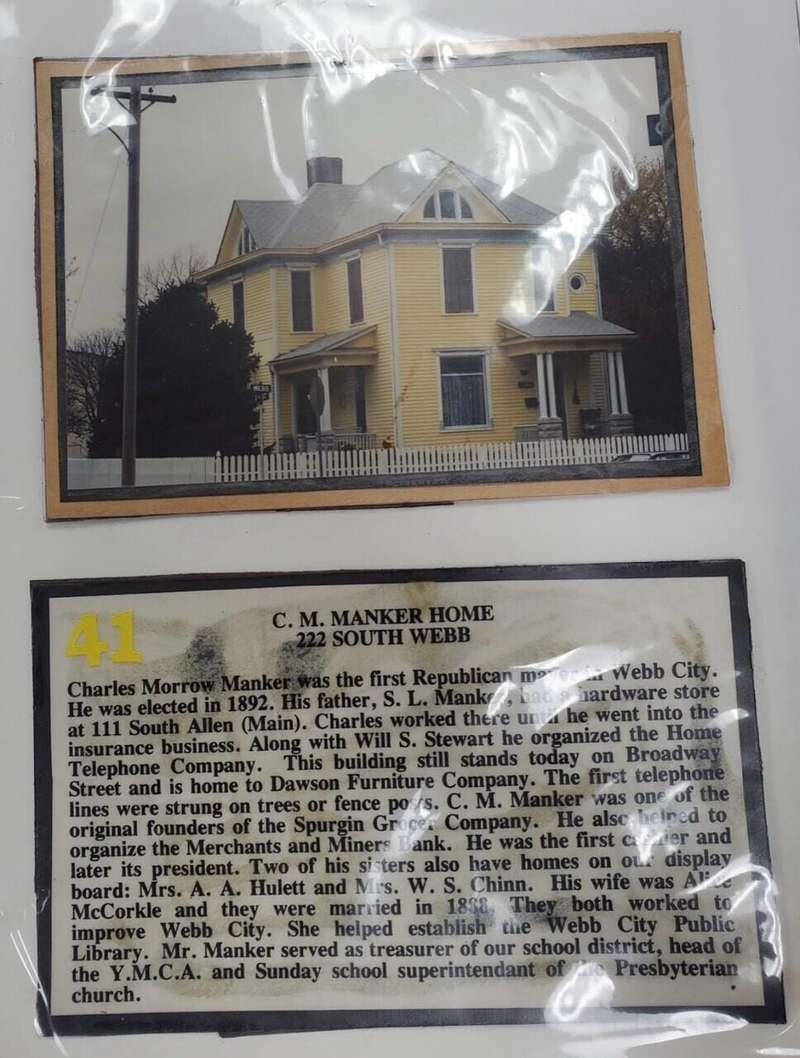 41
C. M. MANKER HOME
222 SOUTH WEBB
Charles Morrow Manker was the first Republican mayor in Webb City.
He was elected in 1892. His father, S. L. Manker, had a hardware store
at 111 South Allen (Main). Charles worked there until he went into the
insurance business. Along with Will S. Stewart he organized the Home
Telephone Company. This building still stands today on Broadway
Street and is home to Dawson Furniture Company. The first telephone
lines were strung on trees or fence posts. C. M. Manker was one of the
original founders of the Spurgin Grocer Company. He also helped to
organize the Merchants and Miners Bank. He was the first cashier and
later its president. Two of his sisters also have homes on our display
board: Mrs. A. A. Hulett and Mrs. W. S. Chinn. His wife was Alice
McCorkle and they were married in 1888. They both worked to
improve Webb City. She helped establish the Webb City Public
Library. Mr. Manker served as treasurer of our school district, head of
the Y.M.C.A. and Sunday school superintendant of the Presbyterian
church.